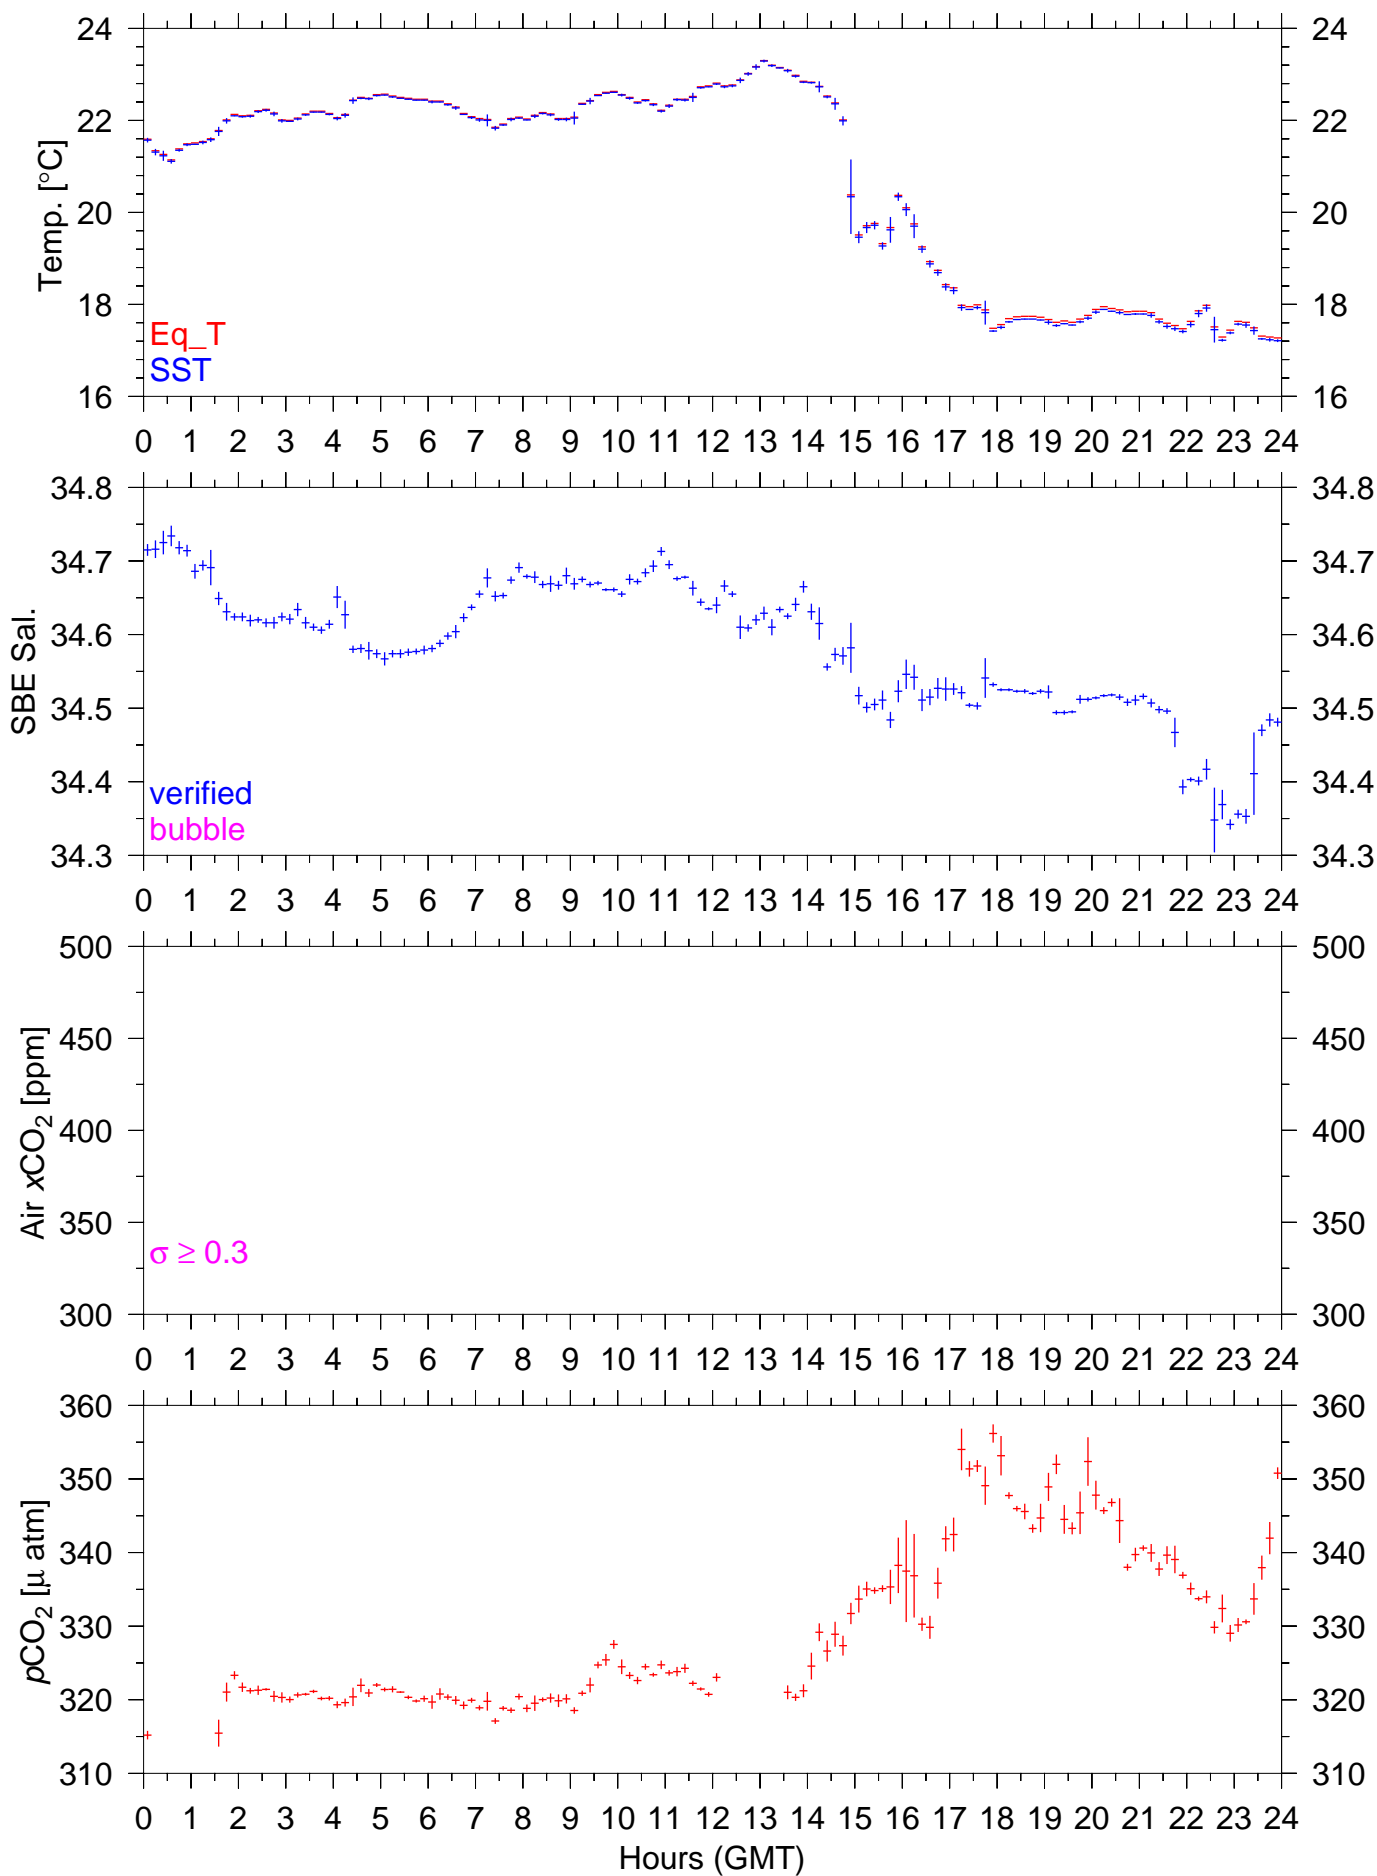 24 24
22 22
20 20
18 18
16 16
Temp. [°C]
Eq_T
SST
0 1 2 3 4 5 6 7 8 9 10 11 12 13 14 15 16 17 18 19 20 21 22 23 24
34.8 34.8
34.7 34.7
34.6 34.6
34.5 34.5
34.4 34.4
34.3 34.3
SBE Sal.
verified
bubble
0 1 2 3 4 5 6 7 8 9 10 11 12 13 14 15 16 17 18 19 20 21 22 23 24
500 500
450 450
400 400
350 350
300 300
Air xCO₂ [ppm]
σ ≥ 0.3
0 1 2 3 4 5 6 7 8 9 10 11 12 13 14 15 16 17 18 19 20 21 22 23 24
360 360
350 350
340 340
330 330
320 320
310 310
pCO₂ [μ atm]
0 1 2 3 4 5 6 7 8 9 10 11 12 13 14 15 16 17 18 19 20 21 22 23 24
Hours (GMT)